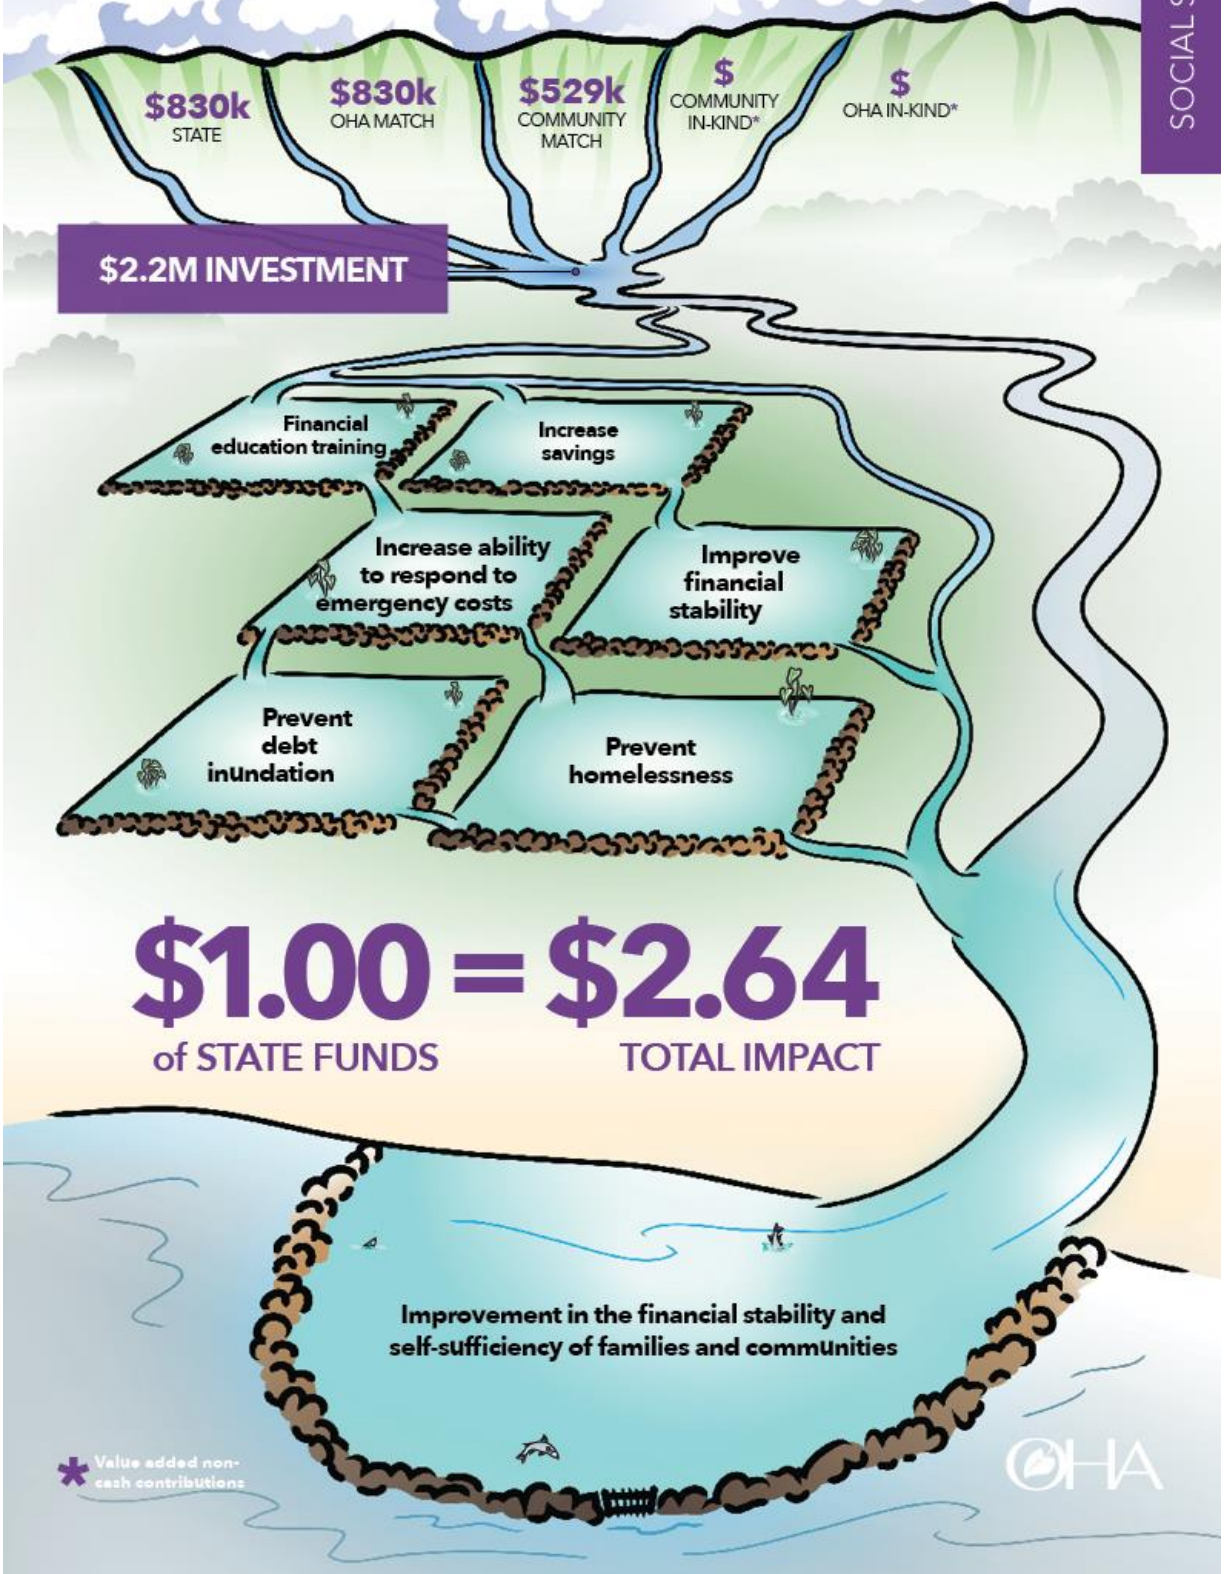 $830k
STATE
$830k
OHA MATCH
$529k
COMMUNITY
MATCH
$
COMMUNITY
IN-KIND*
$
OHA IN-KIND*
SOCIAL
$2.2M INVESTMENT
Financial
education training
Increase
savings
Increase ability
to respond to
emergency costs
Improve
financial
stability
Prevent
debt
inundation
Prevent
homelessness
$1.00 = $2.64
of STATE FUNDS
TOTAL IMPACT
Improvement in the financial stability and
self-sufficiency of families and communities
* Value added non-
cash contributions
OHA